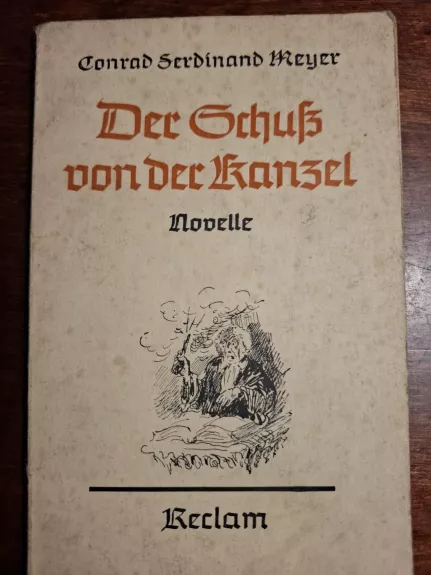 Conrad Ferdinand Meyer
Der Schuß
von der Kanzel
Novelle
Reclam